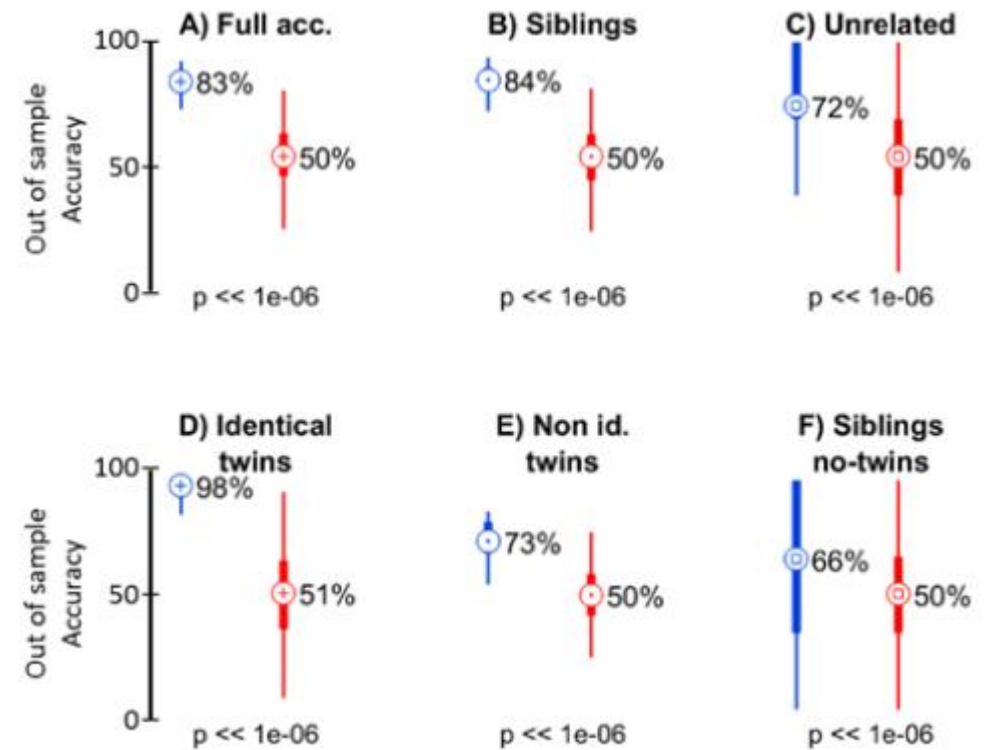 A) Full acc.
B) Siblings
C) Unrelated
Out of sample
Accuracy
100
50
0
83%
50%
84%
50%
72%
50%
p << 1e-06
p << 1e-06
p << 1e-06
D) Identical
twins
E) Non id.
twins
F) Siblings
no-twins
Out of sample
Accuracy
100
50
0
98%
51%
73%
50%
66%
50%
p << 1e-06
p << 1e-06
p << 1e-06